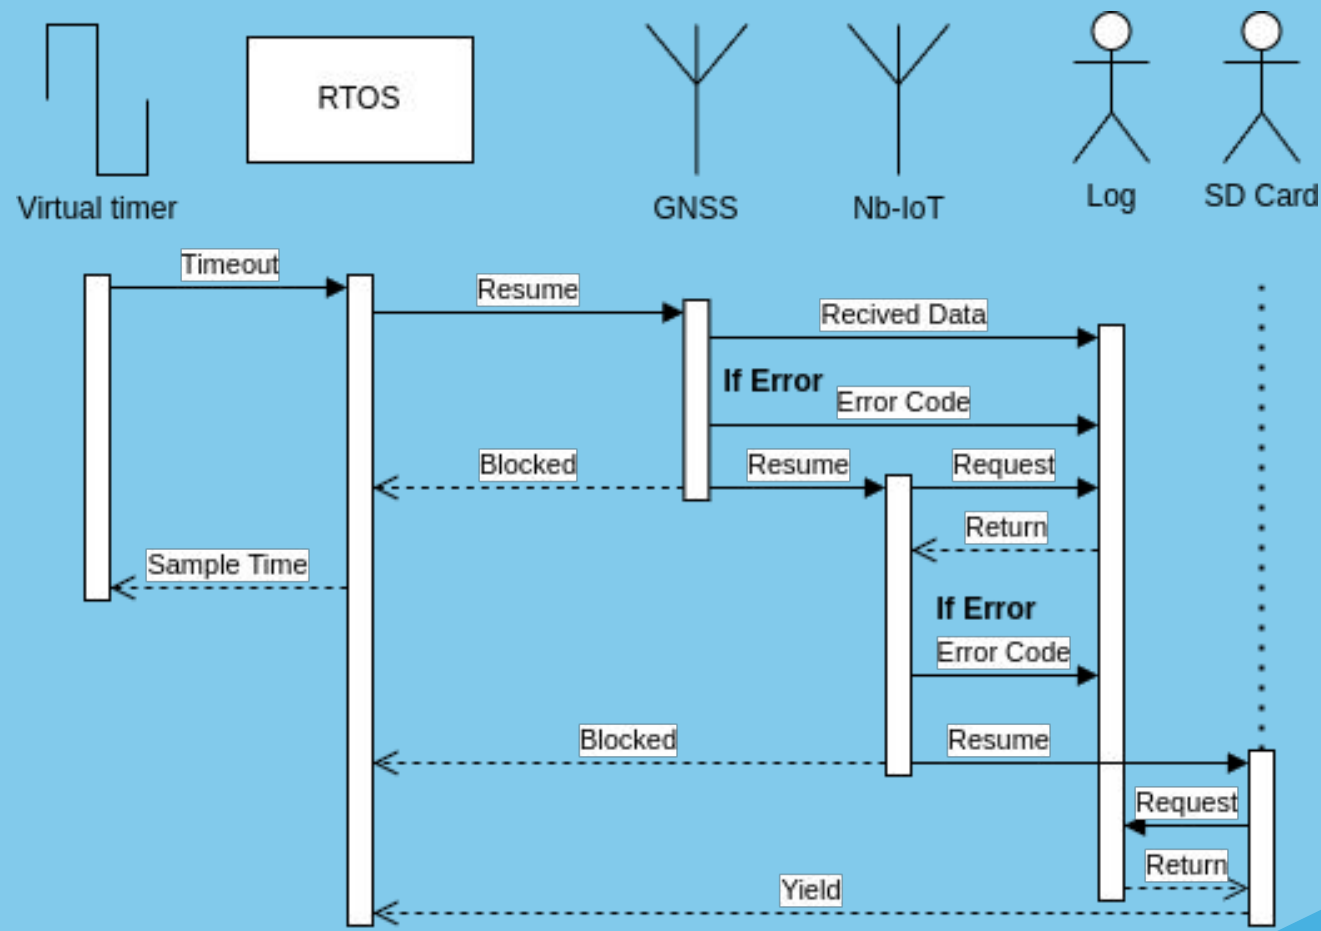 RTOS
Virtual timer
GNSS
Nb-IoT
Log
SD Card
Timeout
Resume
Recived Data
If Error
Error Code
Blocked
Resume
Request
Return
Sample Time
If Error
Error Code
Blocked
Resume
Request
Return
Yield